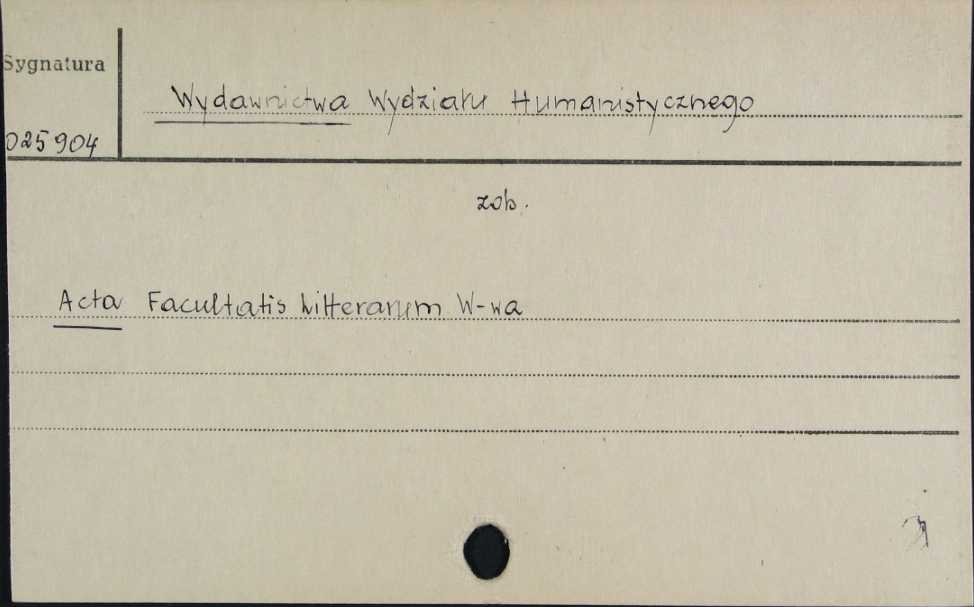 Sygnatura
Wydawnictwa Wydziału Humanistycznego
025904
zob.
Acta Facultatis Litterarum W-wa